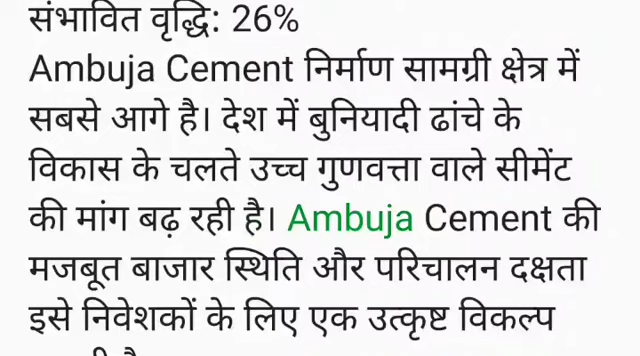 संभावित वृद्धि: 26%
Ambuja Cement निर्माण सामग्री क्षेत्र में
सबसे आगे है। देश में बुनियादी ढांचे के
विकास के चलते उच्च गुणवत्ता वाले सीमेंट
की मांग बढ़ रही है। Ambuja Cement की
मजबूत बाजार स्थिति और परिचालन दक्षता
इसे निवेशकों के लिए एक उत्कृष्ट विकल्प